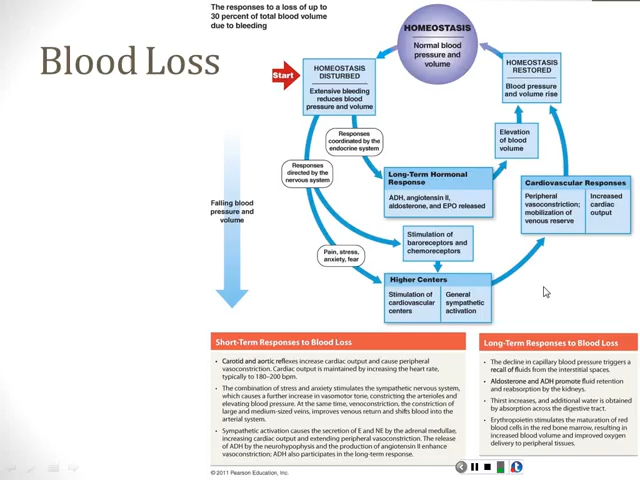 The responses to a loss of up to
30 percent of total blood volume
due to bleeding
Blood Loss
HOMEOSTASIS
Normal blood
pressure and
volume
Start
HOMEOSTASIS
DISTURBED
Extensive bleeding
reduces blood
pressure and volume
HOMEOSTASIS
RESTORED
Blood pressure
and volume rise
Responses
coordinated by the
endocrine system
Elevation
of blood
volume
Responses
directed by the
nervous system
Long-Term Hormonal
Response
ADH, angiotensin II,
aldosterone, and EPO released
Cardiovascular Responses
Peripheral
vasoconstriction;
mobilization of
venous reserve
Increased
cardiac
output
Falling blood
pressure and
volume
Stimulation of
baroreceptors and
chemoreceptors
Pain, stress,
anxiety, fear
Higher Centers
Stimulation of
cardiovascular
centers
General
sympathetic
activation
Short-Term Responses to Blood Loss
• Carotid and aortic reflexes increase cardiac output and cause peripheral
vasoconstriction. Cardiac output is maintained by increasing the heart rate,
typically to 180–200 bpm.
• The combination of stress and anxiety stimulates the sympathetic nervous system,
which causes a further increase in vasomotor tone, constricting the arterioles and
elevating blood pressure. At the same time, venoconstriction, the constriction of
large and medium-sized veins, improves venous return and shifts blood into the
arterial system.
• Sympathetic activation causes the secretion of E and NE by the adrenal medullae,
increasing cardiac output and extending peripheral vasoconstriction. The release
of ADH by the neurohypophysis and the production of angiotensin II enhance
vasoconstriction; ADH also participates in the long-term response.
Long-Term Responses to Blood Loss
• The decline in capillary blood pressure triggers a
recall of fluids from the interstitial spaces.
• Aldosterone and ADH promote fluid retention
and reabsorption by the kidneys.
• Thirst increases, and additional water is obtained
by absorption across the digestive tract.
• Erythropoietin stimulates the maturation of red
blood cells in the red bone marrow, resulting in
increased blood volume and improved oxygen
delivery to peripheral tissues.
© 2011 Pearson Education, Inc.